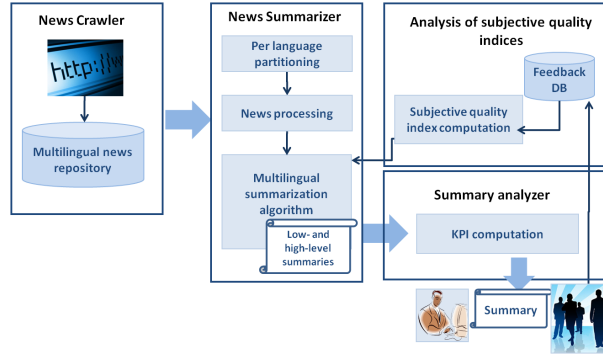 News Crawler
http://w
Multilingual news
repository
News Summarizer
Per language
partitioning
News processing
Multilingual
summarization
algorithm
Low- and
high-level
summaries
Analysis of subjective quality
indices
Feedback
DB
Subjective quality
index computation
Summary analyzer
KPI computation
Summary